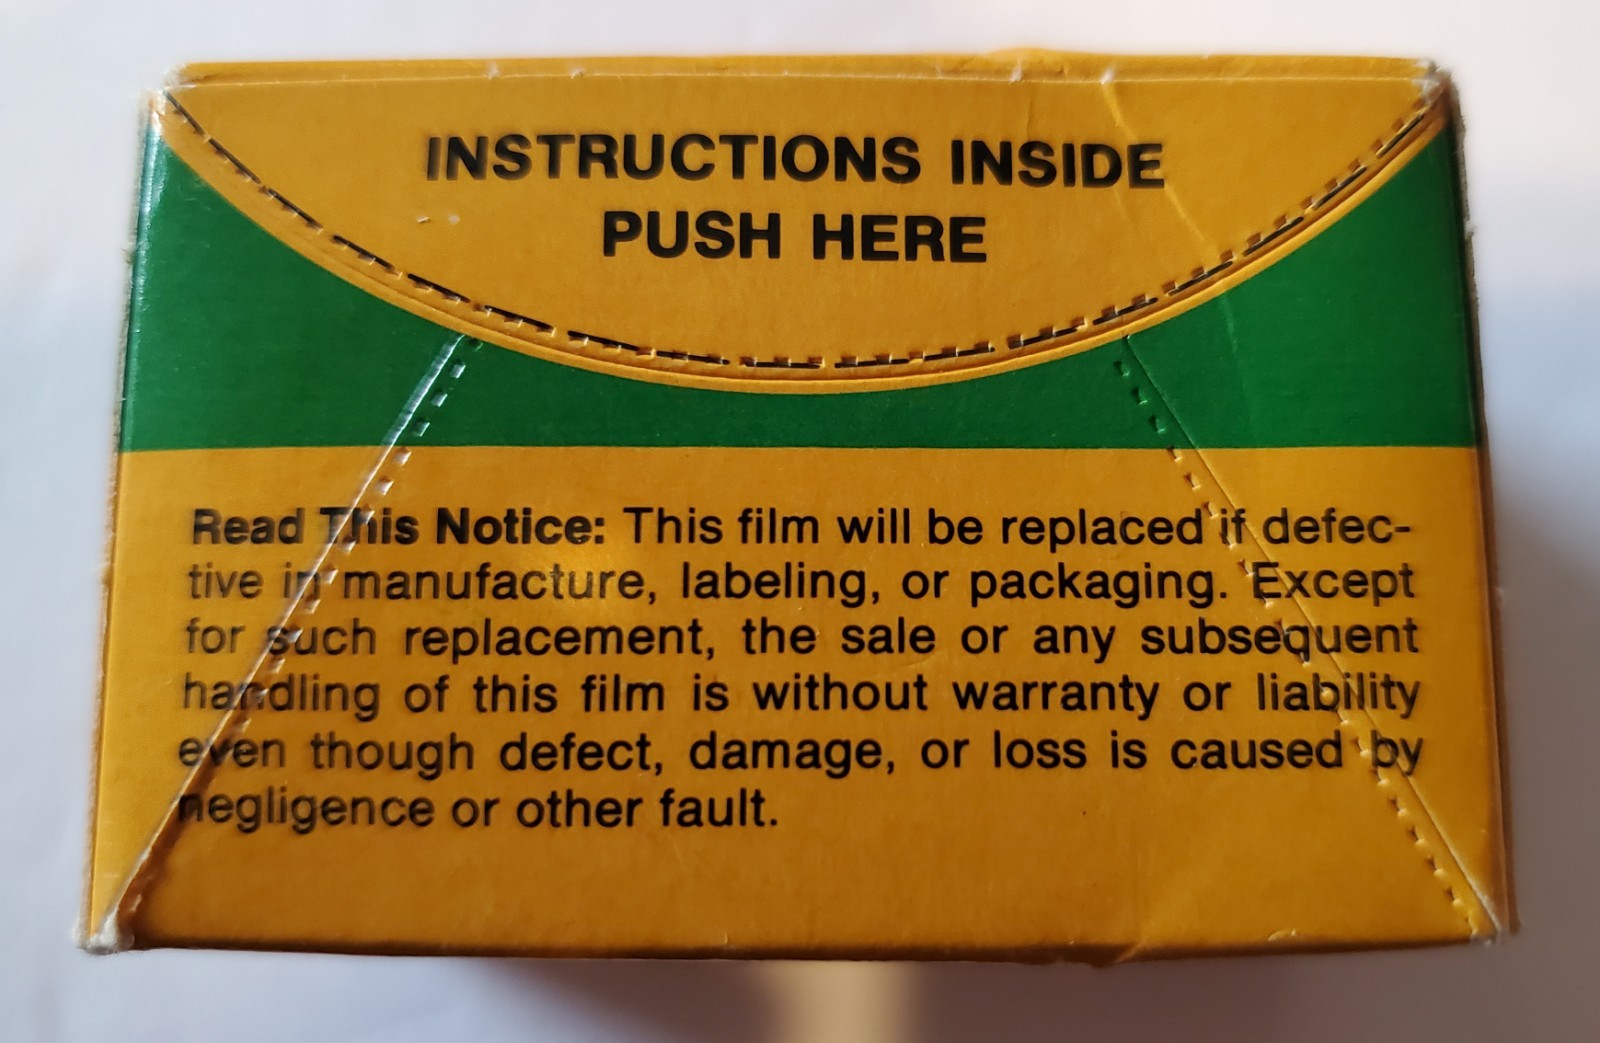 INSTRUCTIONS INSIDE
PUSH HERE
Read This Notice: This film will be replaced if defec-
tive in manufacture, labeling, or packaging. Except
for such replacement, the sale or any subsequent
handling of this film is without warranty or liability
even though defect, damage, or loss is caused by
negligence or other fault.